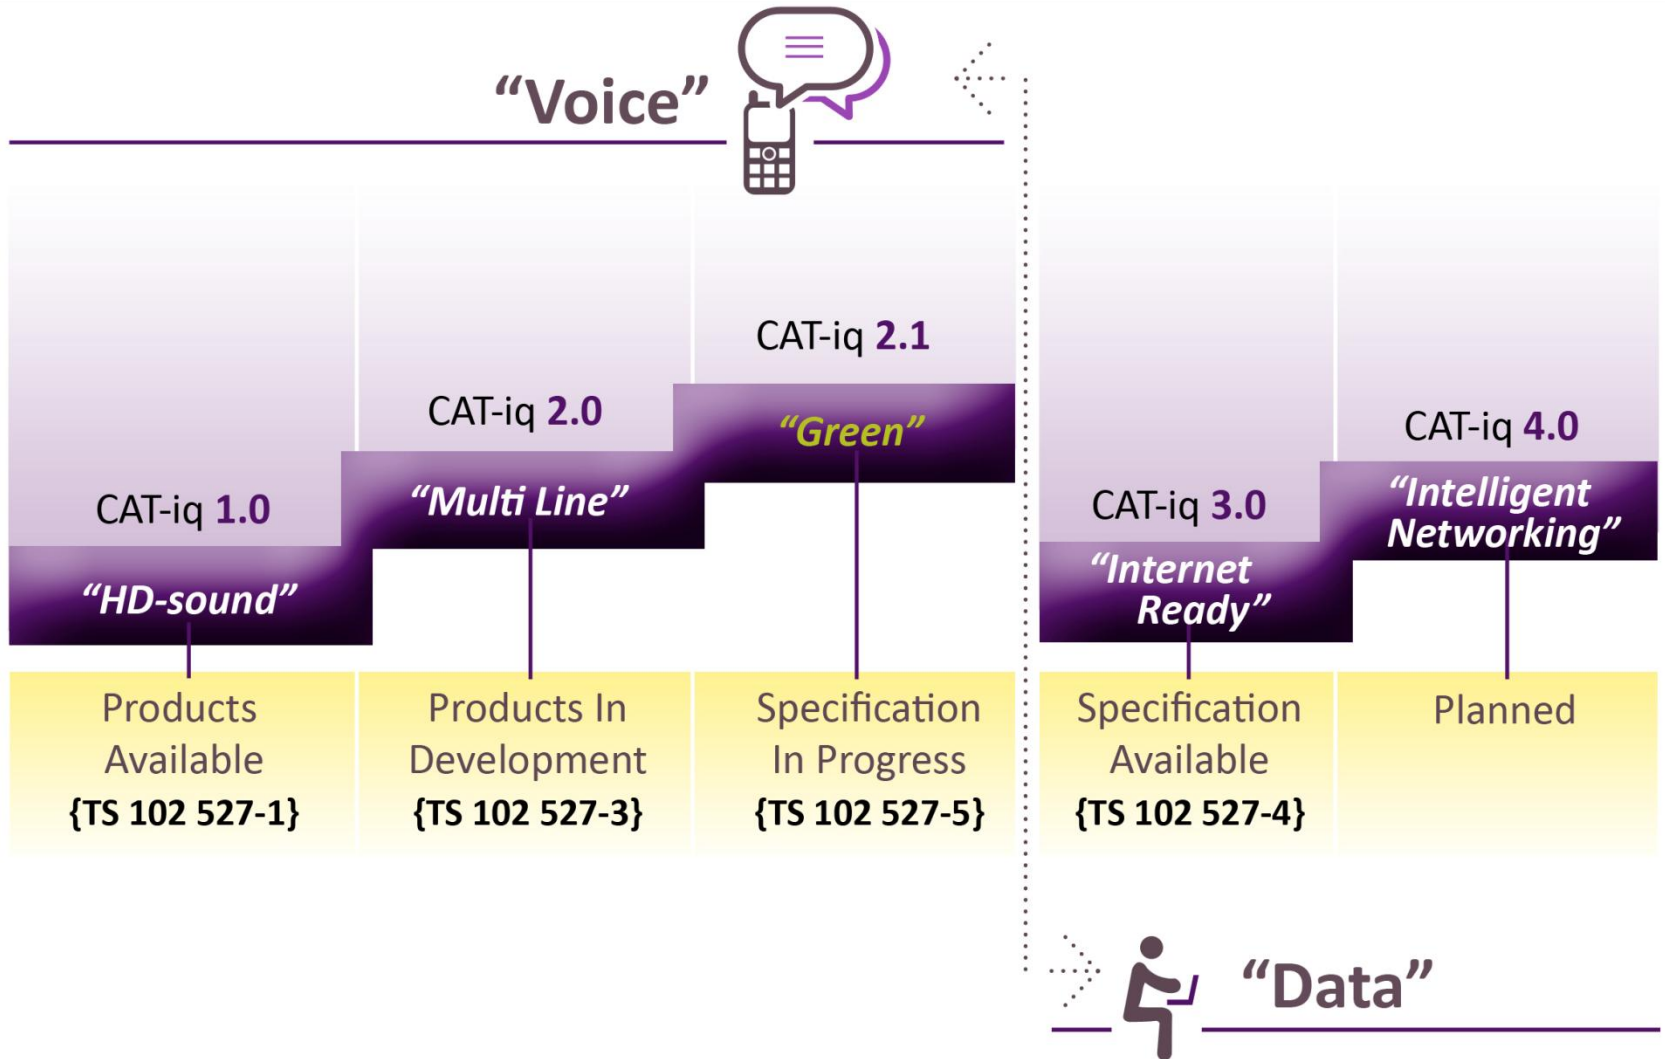 “Voice”
CAT-iq 1.0
“HD-sound”
Products
Available
{TS 102 527-1}
CAT-iq 2.0
“Multi Line”
Products In
Development
{TS 102 527-3}
CAT-iq 2.1
“Green”
Specification
In Progress
{TS 102 527-5}
CAT-iq 3.0
“Internet
Ready”
Specification
Available
{TS 102 527-4}
CAT-iq 4.0
“Intelligent
Networking”
Planned
“Data”